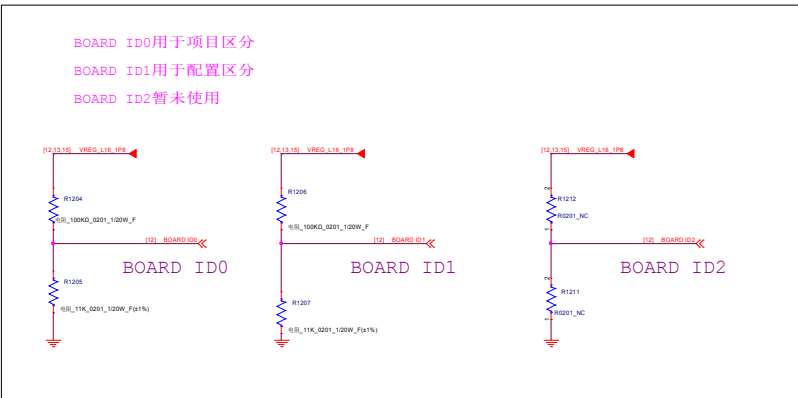 BOARD ID0用于项目区分
BOARD ID1用于配置区分
BOARD ID2暂未使用
[12,13,15] VREG_L16_1P8
[12,13,15] VREG_L16_1P8
[12,13,15] VREG_L16_1P8
R1204
电阻_100KΩ_0201_1/20W_F
R1206
电阻_100KΩ_0201_1/20W_F
2
R1212
R0201_NC
1
[12] BOARD ID0
[12] BOARD ID1
[12] BOARD ID2
BOARD ID0
BOARD ID1
BOARD ID2
R1205
电阻_11K_0201_1/20W_F(±1%)
R1207
电阻_11K_0201_1/20W_F(±1%)
2
R1211
R0201_NC
1